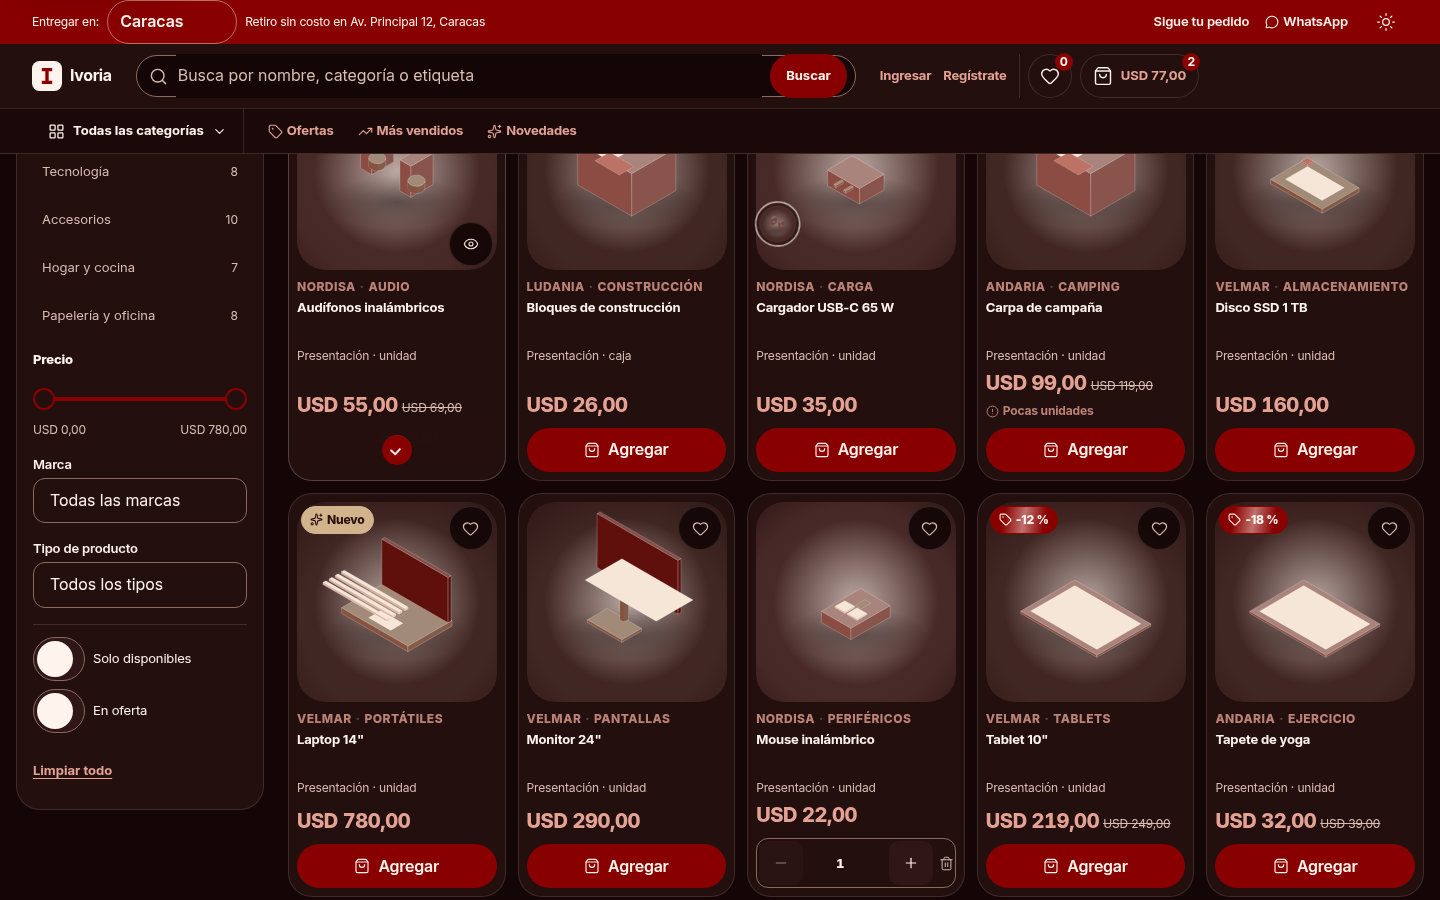 Entregar en: Caracas Retiro sin costo en Av. Principal 12, Caracas Sigue tu pedido WhatsApp
I Ivoria Busca por nombre, categoría o etiqueta Buscar Ingresar Regístrate 0 USD 77,00 2
Todas las categorías Ofertas Más vendidos Novedades
Tecnología 8
Accesorios 10
Hogar y cocina 7
Papelería y oficina 8
Precio
USD 0,00 USD 780,00
Marca
Todas las marcas
Tipo de producto
Todos los tipos
Solo disponibles
En oferta
Limpiar todo
NORDISA · AUDIO
Audífonos inalámbricos
Presentación · unidad
USD 55,00 USD 69,00
LUDANIA · CONSTRUCCIÓN
Bloques de construcción
Presentación · caja
USD 26,00
Agregar
NORDISA · CARGA
Cargador USB-C 65 W
Presentación · unidad
USD 35,00
Agregar
ANDARIA · CAMPING
Carpa de campaña
Presentación · unidad
USD 99,00 USD 119,00
Pocas unidades
Agregar
VELMAR · ALMACENAMIENTO
Disco SSD 1 TB
Presentación · unidad
USD 160,00
Agregar
Nuevo
VELMAR · PORTÁTILES
Laptop 14"
Presentación · unidad
USD 780,00
Agregar
VELMAR · PANTALLAS
Monitor 24"
Presentación · unidad
USD 290,00
Agregar
NORDISA · PERIFÉRICOS
Mouse inalámbrico
Presentación · unidad
USD 22,00
1
-12 %
VELMAR · TABLETS
Tablet 10"
Presentación · unidad
USD 219,00 USD 249,00
Agregar
-18 %
ANDARIA · EJERCICIO
Tapete de yoga
Presentación · unidad
USD 32,00 USD 39,00
Agregar